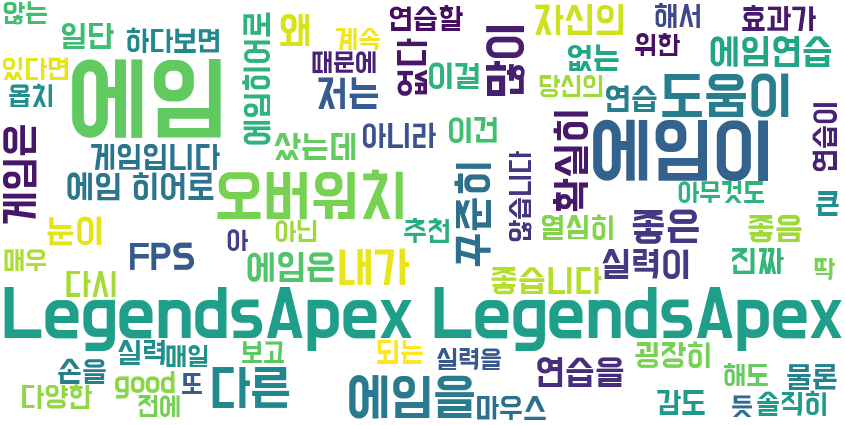 않는
일단
하다보면
에임히어로
왜
계속
연습할
자신의
해서
효과가
있다면
옵치
에임
때문에
저는
없다
이걸
많이
없는
위한
에임연습
당신의
연습
도움이
게임은
게임입니다
에임 히어로
샀는데
아니라
이건
확실히
에임이
연습이
오버워치
꾸준히
않습니다
아무것도
큰
눈이
FPS
아
아닌
추천
열심히
좋은
좋음
매우
다시
에임은
내가
좋습니다
실력이
진짜
딱
LegendsApex LegendsApex
손을
실력
매일
보고
되는
실력을
연습을
굉장히
해도
물론
다양한
good
전에
또
다른
에임을
마우스
감도
듯
솔직히